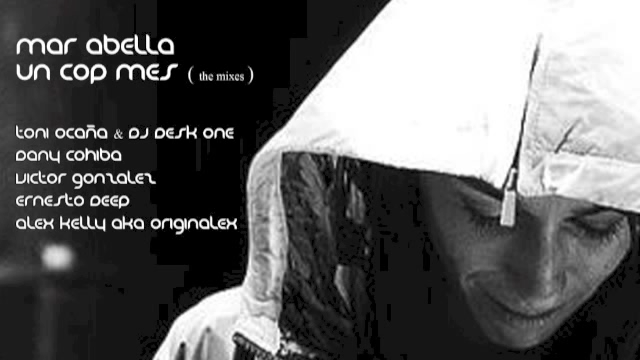 mar abella
un cop mes ( the mixes )
toni ocaña & dj desk one
dany cohiba
victor gonzalez
ernesto deep
alex kelly aka originalex